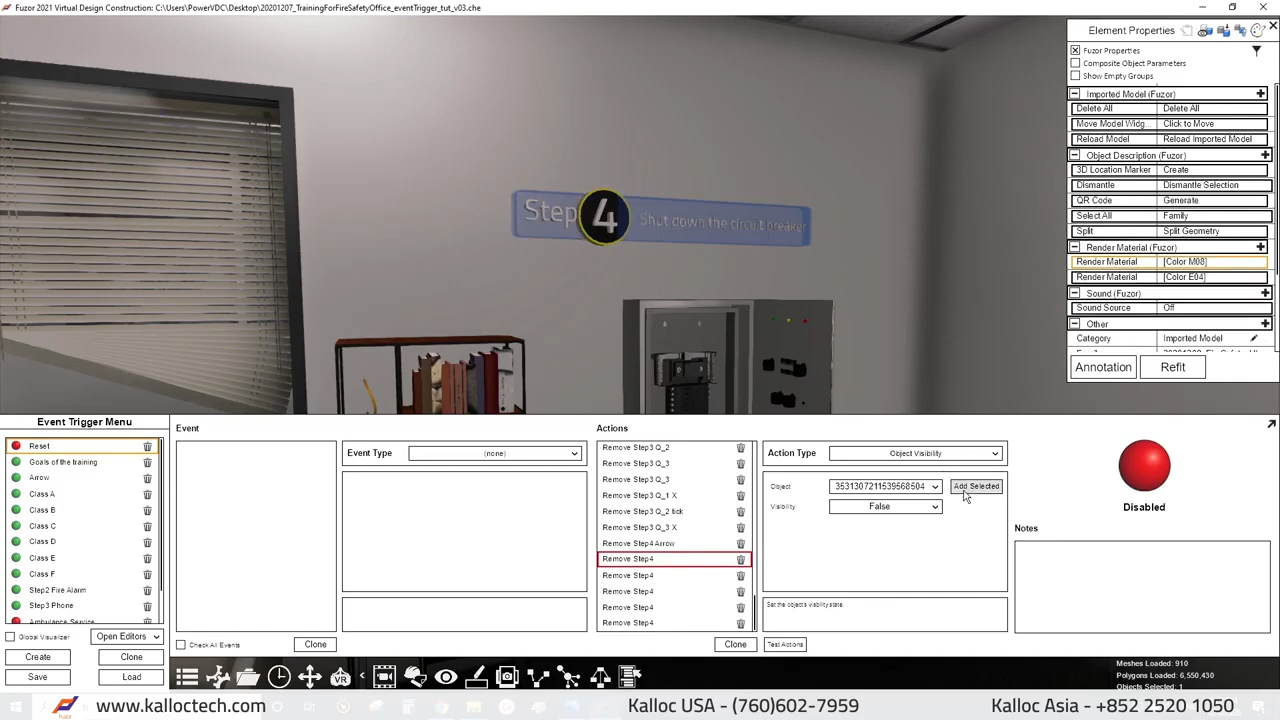 Fuzor 2021 Virtual Design Construction: C:\Users\PowerVDC\Desktop\20201207_TrainingForFireSafetyOffice_eventTrigger_tut_v03.che
Element Properties
Fuzor Properties
Composite Object Parameters
Show Empty Groups
Imported Model (Fuzor)
Delete All Delete All
Move Model Widg... Click to Move
Reload Model Reload Imported Model
Object Description (Fuzor)
3D Location Marker Create
Dismantle Dismantle Selection
QR Code Generate
Select All Family
Split Split Geometry
Render Material (Fuzor)
Render Material [Color M08]
Render Material [Color E04]
Sound (Fuzor)
Sound Source Off
Other
Category Imported Model
Annotation Refit
Step 4 Shut down the circuit breaker
Event Trigger Menu
Reset
Goals of the training
Arrow
Class A
Class B
Class C
Class D
Class E
Class F
Step2 Fire Alarm
Step3 Phone
Ambulance Service
Global Visualizer Open Editors
Create Clone
Save Load
Event
Event Type (none)
Check All Events Clone
Actions
Remove Step3 Q_2
Remove Step3 Q_3
Remove Step3 Q_3
Remove Step3 Q_1 X
Remove Step3 Q_2 tick
Remove Step3 Q_3 X
Remove Step4 Arrow
Remove Step4
Remove Step4
Remove Step4
Remove Step4
Remove Step4
Clone
Action Type Object Visibility
Object 3531307211539568504 Add Selected
Visibility False
Set the object's visibility state.
Test Actions
Disabled
Notes
VR
Meshes Loaded: 910
Polygons Loaded: 6,550,430
Objects Selected: 1
Fuzor
www.kalloctech.com
Kalloc USA - (760)602-7959
Kalloc Asia - +852 2520 1050